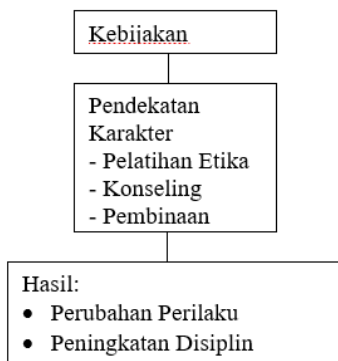 Kebijakan
Pendekatan
Karakter
- Pelatihan Etika
- Konseling
- Pembinaan
Hasil:
• Perubahan Perilaku
• Peningkatan Disiplin